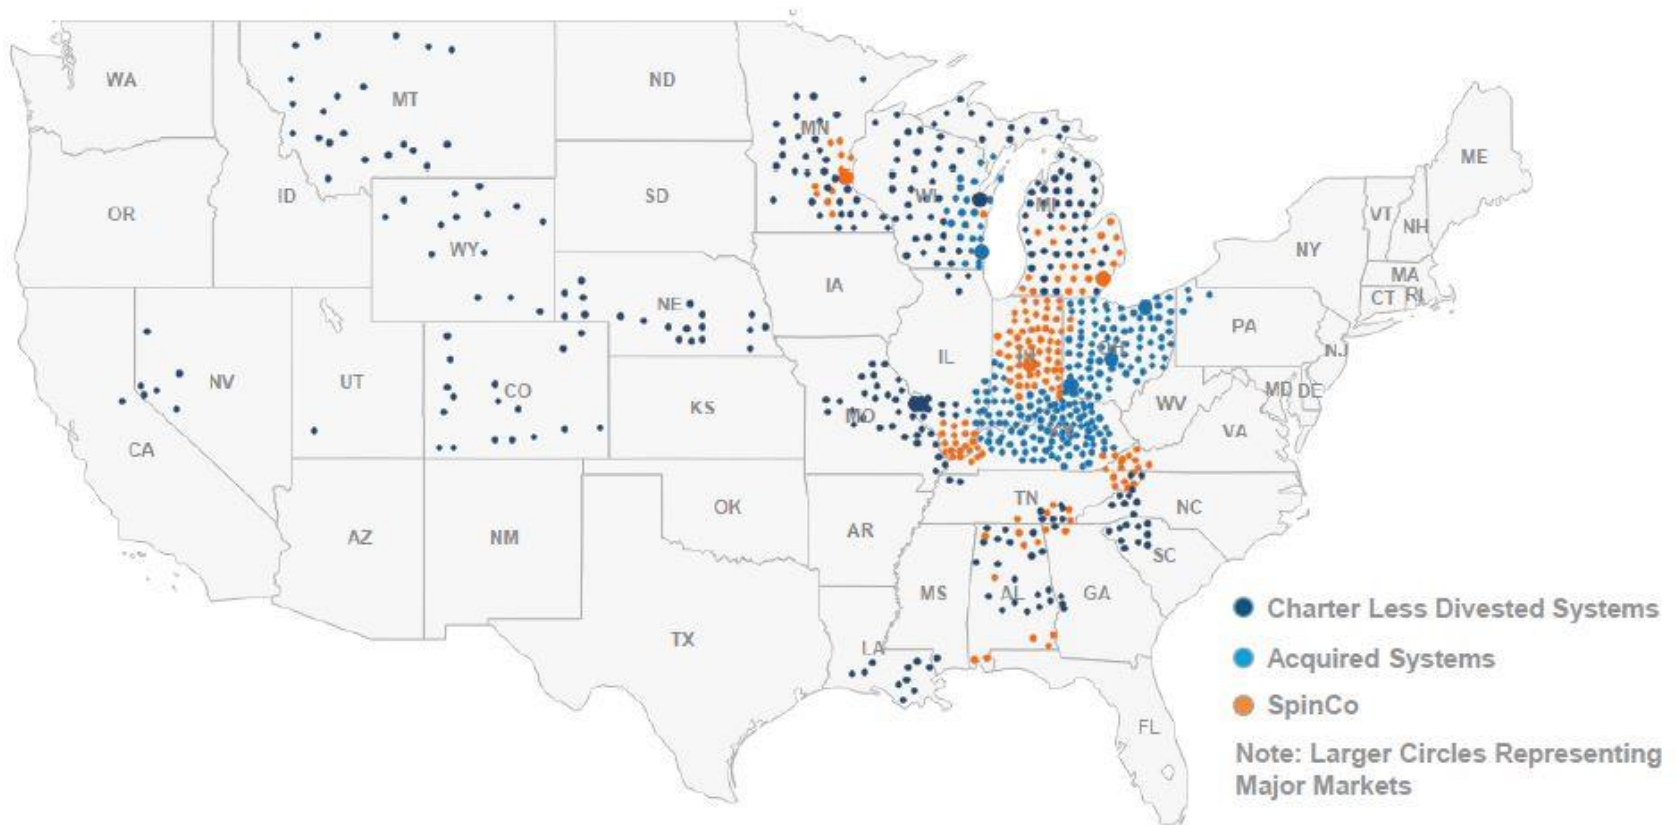 WA
MT
ND
MN
ME
OR
ID
SD
WI
MI
VT
NH
NY
WY
MA
CT
RI
IA
NE
PA
NV
UT
CO
IL
IN
OH
NJ
KS
MO
MD
DE
WV
VA
CA
KY
OK
TN
NC
AZ
NM
AR
SC
MS
AL
GA
TX
LA
FL
Charter Less Divested Systems
Acquired Systems
SpinCo
Note: Larger Circles Representing
Major Markets